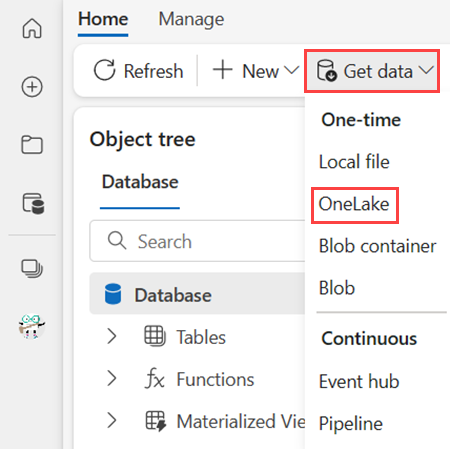 Home Manage
Refresh New Get data
Object tree
Database
Search
Database
Tables
Functions
Materialized Vie
One-time
Local file
OneLake
Blob container
Blob
Continuous
Event hub
Pipeline